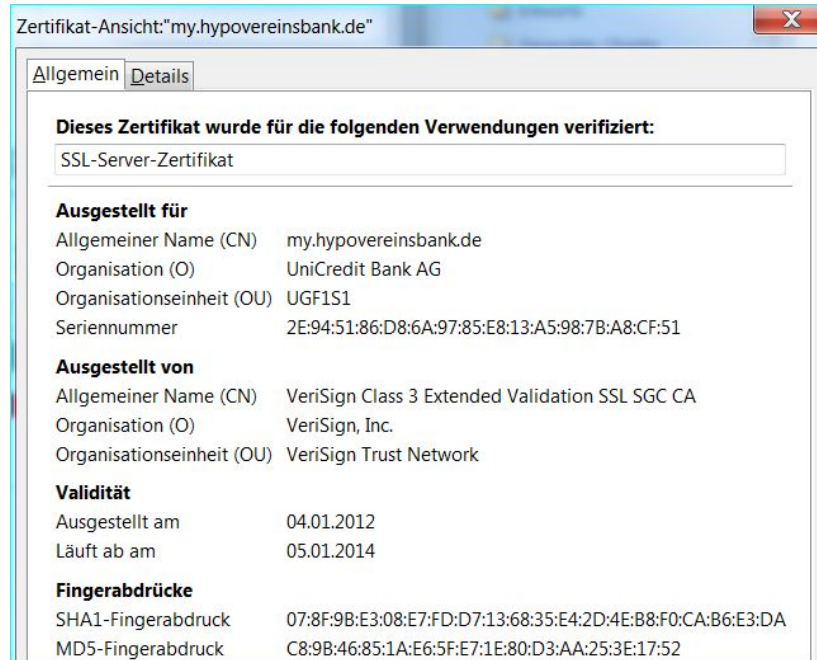 Zertifikat-Ansicht:"my.hypovereinsbank.de"
Allgemein Details
Dieses Zertifikat wurde für die folgenden Verwendungen verifiziert:
SSL-Server-Zertifikat
Ausgestellt für
Allgemeiner Name (CN) my.hypovereinsbank.de
Organisation (O) UniCredit Bank AG
Organisationseinheit (OU) UGF1S1
Seriennummer 2E:94:51:86:D8:6A:97:85:E8:13:A5:98:7B:A8:CF:51
Ausgestellt von
Allgemeiner Name (CN) VeriSign Class 3 Extended Validation SSL SGC CA
Organisation (O) VeriSign, Inc.
Organisationseinheit (OU) VeriSign Trust Network
Validität
Ausgestellt am 04.01.2012
Läuft ab am 05.01.2014
Fingerabdrücke
SHA1-Fingerabdruck 07:8F:9B:E3:08:E7:FD:D7:13:68:35:E4:2D:4E:B8:F0:CA:B6:E3:DA
MD5-Fingerabdruck C8:9B:46:85:1A:E6:5F:E7:1E:80:D3:AA:25:3E:17:52